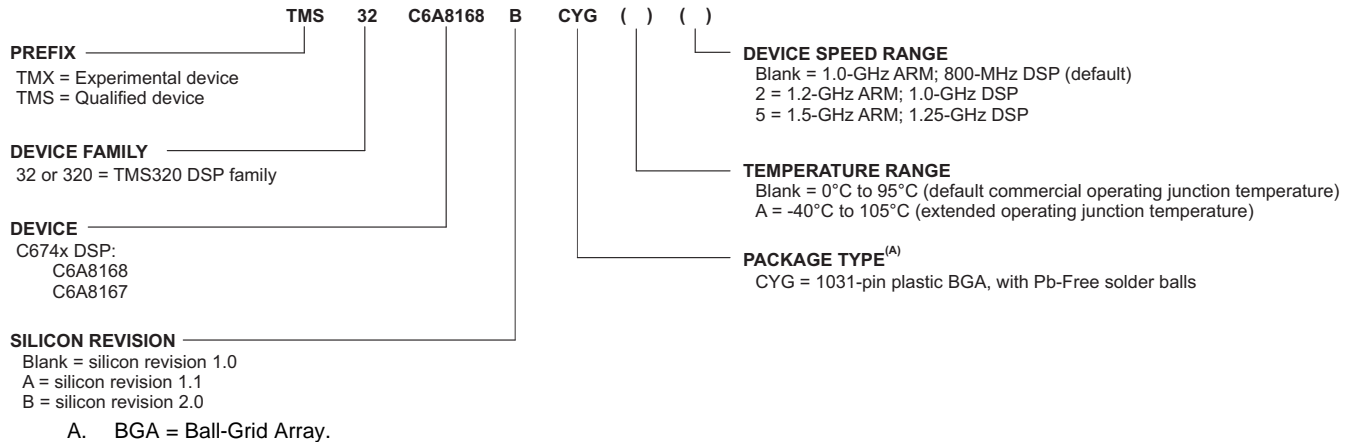 TMS 32 C6A8168 B CYG ( ) ( )
PREFIX
TMX = Experimental device
TMS = Qualified device
DEVICE FAMILY
32 or 320 = TMS320 DSP family
DEVICE
C674x DSP:
C6A8168
C6A8167
SILICON REVISION
Blank = silicon revision 1.0
A = silicon revision 1.1
B = silicon revision 2.0
DEVICE SPEED RANGE
Blank = 1.0-GHz ARM; 800-MHz DSP (default)
2 = 1.2-GHz ARM; 1.0-GHz DSP
5 = 1.5-GHz ARM; 1.25-GHz DSP
TEMPERATURE RANGE
Blank = 0°C to 95°C (default commercial operating junction temperature)
A = -40°C to 105°C (extended operating junction temperature)
PACKAGE TYPE(A)
CYG = 1031-pin plastic BGA, with Pb-Free solder balls
A. BGA = Ball-Grid Array.